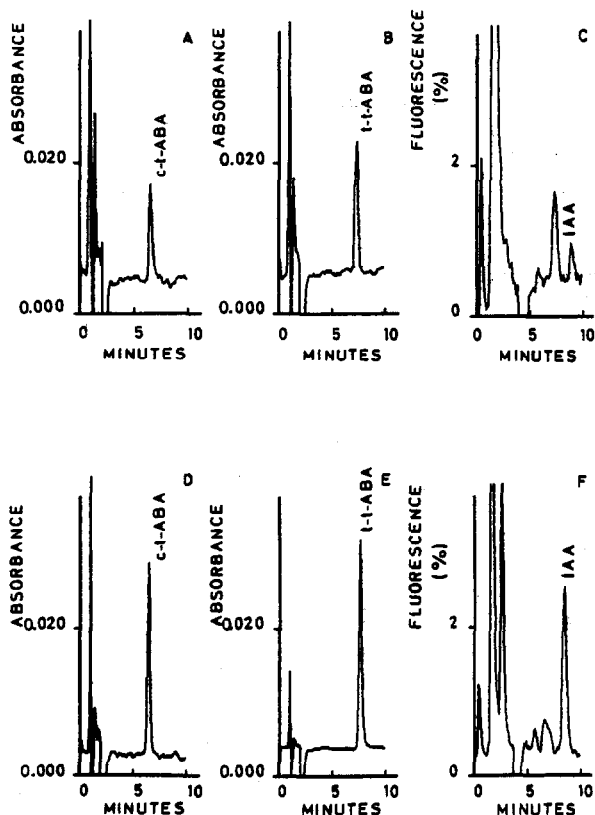 A
ABSORBANCE
c-t-ABA
0.020
0.000
0 5 10
MINUTES
B
ABSORBANCE
t-t-ABA
0.020
0.000
0 5 10
MINUTES
C
FLUORESCENCE
(%)
IAA
2
0
0 5 10
MINUTES
D
ABSORBANCE
c-t-ABA
0.020
0.000
0 5 10
MINUTES
E
ABSORBANCE
t-t-ABA
0.020
0.000
0 5 10
MINUTES
F
FLUORESCENCE
(%)
IAA
2
0
0 5 10
MINUTES